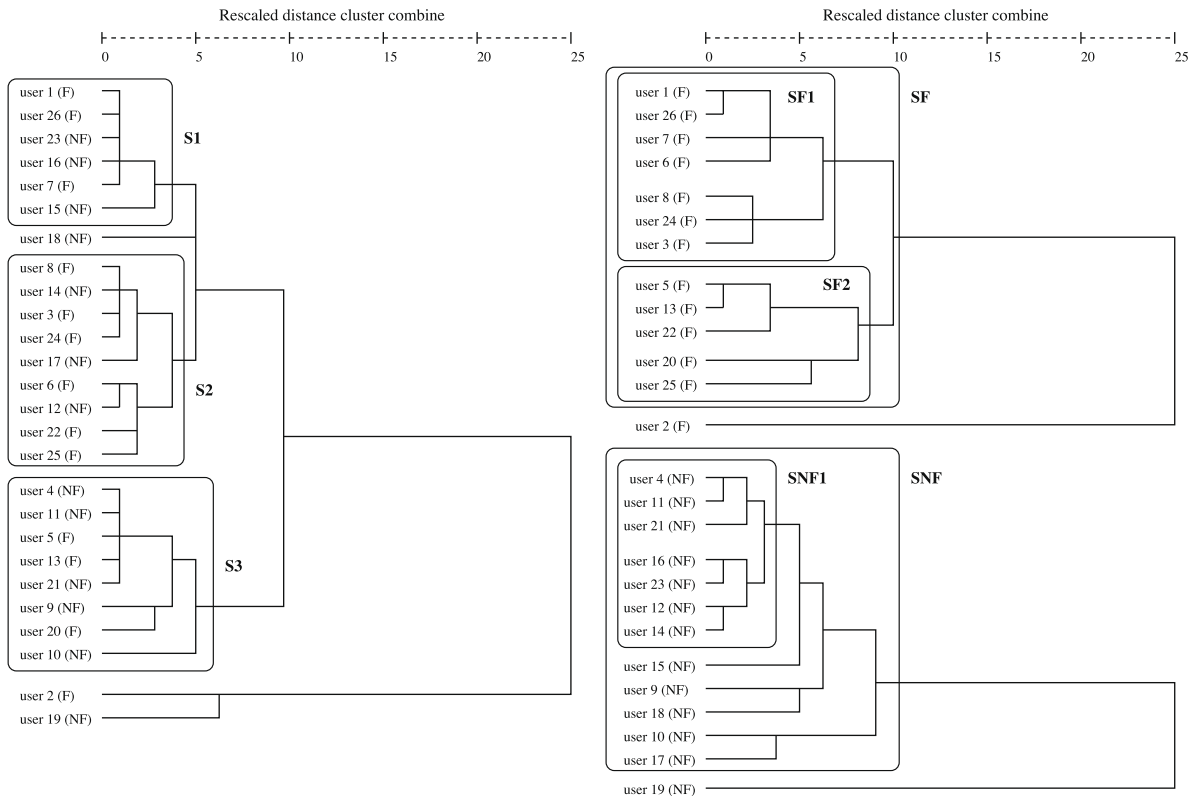 Rescaled distance cluster combine
0 5 10 15 20 25
user 1 (F)
user 26 (F)
user 23 (NF)
user 16 (NF)
user 7 (F)
user 15 (NF)
S1
user 18 (NF)
user 8 (F)
user 14 (NF)
user 3 (F)
user 24 (F)
user 17 (NF)
user 6 (F)
user 12 (NF)
user 22 (F)
user 25 (F)
S2
user 4 (NF)
user 11 (NF)
user 5 (F)
user 13 (F)
user 21 (NF)
user 9 (NF)
user 20 (F)
user 10 (NF)
S3
user 2 (F)
user 19 (NF)
Rescaled distance cluster combine
0 5 10 15 20 25
user 1 (F)
user 26 (F)
user 7 (F)
user 6 (F)
user 8 (F)
user 24 (F)
user 3 (F)
SF1
SF
user 5 (F)
user 13 (F)
user 22 (F)
user 20 (F)
user 25 (F)
SF2
user 2 (F)
user 4 (NF)
user 11 (NF)
user 21 (NF)
user 16 (NF)
user 23 (NF)
user 12 (NF)
user 14 (NF)
SNF1
SNF
user 15 (NF)
user 9 (NF)
user 18 (NF)
user 10 (NF)
user 17 (NF)
user 19 (NF)